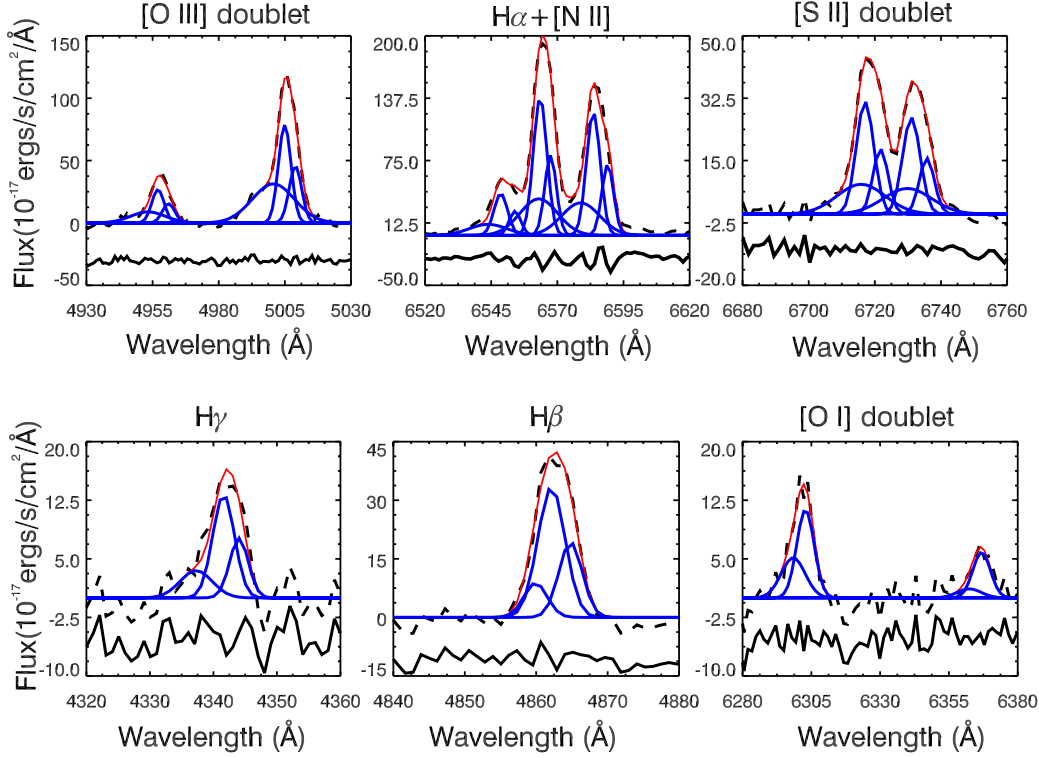 [O III] doublet
Hα+[N II]
[S II] doublet
Flux(10⁻¹⁷ergs/s/cm²/Å)
150
100
50
0
-50
4930 4955 4980 5005 5030
Wavelength (Å)
200.0
137.5
75.0
12.5
-50.0
6520 6545 6570 6595 6620
Wavelength (Å)
50.0
32.5
15.0
-2.5
-20.0
6680 6700 6720 6740 6760
Wavelength (Å)
Hγ
Hβ
[O I] doublet
Flux(10⁻¹⁷ergs/s/cm²/Å)
20.0
12.5
5.0
-2.5
-10.0
4320 4330 4340 4350 4360
Wavelength (Å)
45
30
15
0
-15
4840 4850 4860 4870 4880
Wavelength (Å)
20.0
12.5
5.0
-2.5
-10.0
6280 6305 6330 6355 6380
Wavelength (Å)